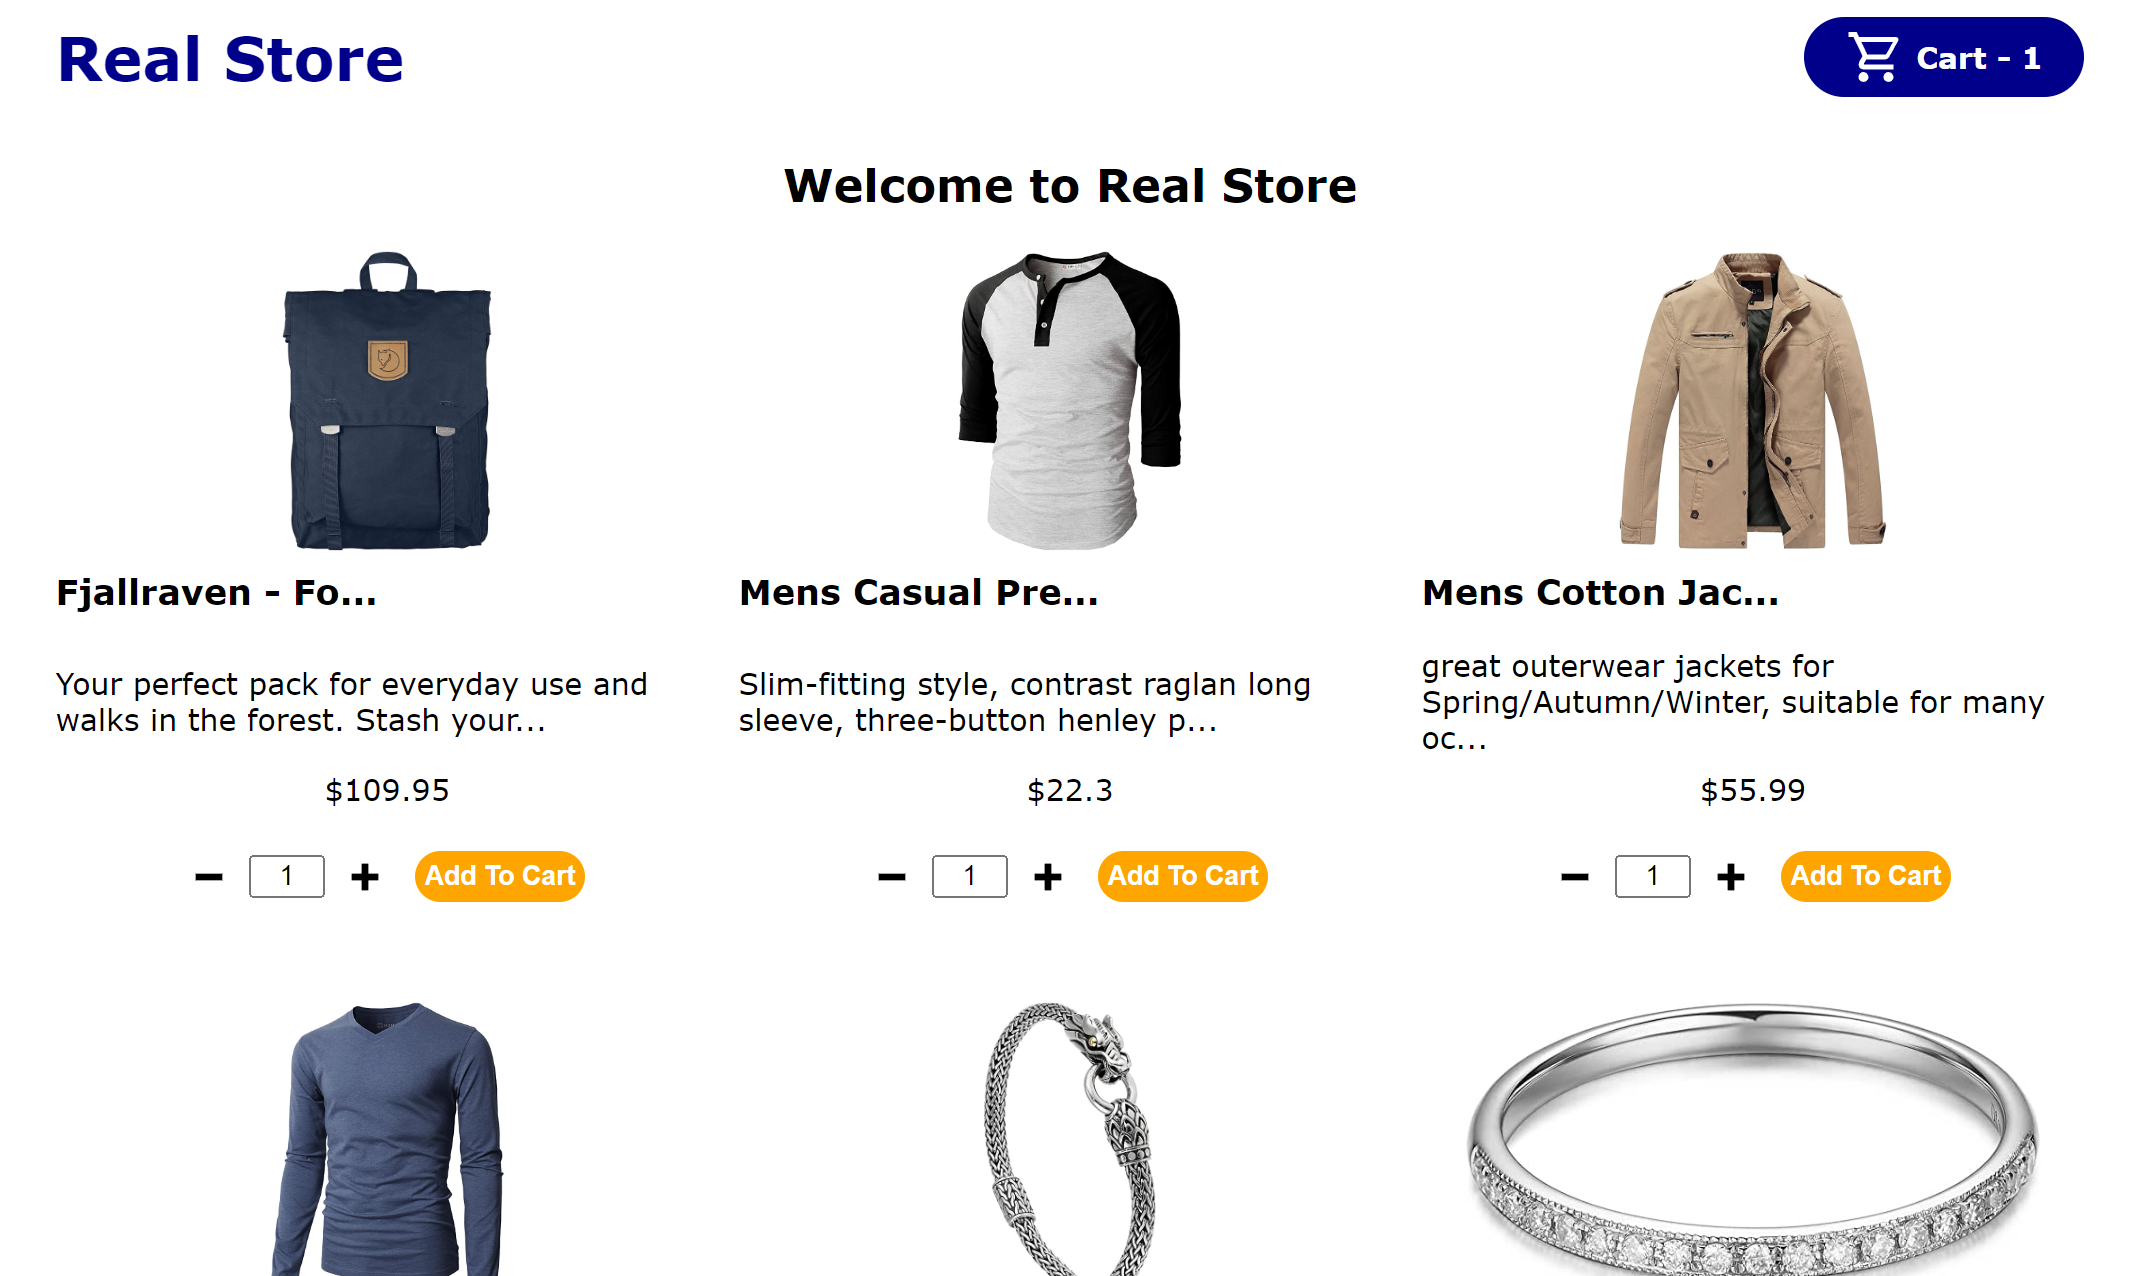 Real Store
Cart - 1
Welcome to Real Store
Fjallraven - Fo...
Your perfect pack for everyday use and
walks in the forest. Stash your...
$109.95
1
Add To Cart
Mens Casual Pre...
Slim-fitting style, contrast raglan long
sleeve, three-button henley p...
$22.3
1
Add To Cart
Mens Cotton Jac...
great outerwear jackets for
Spring/Autumn/Winter, suitable for many
oc...
$55.99
1
Add To Cart